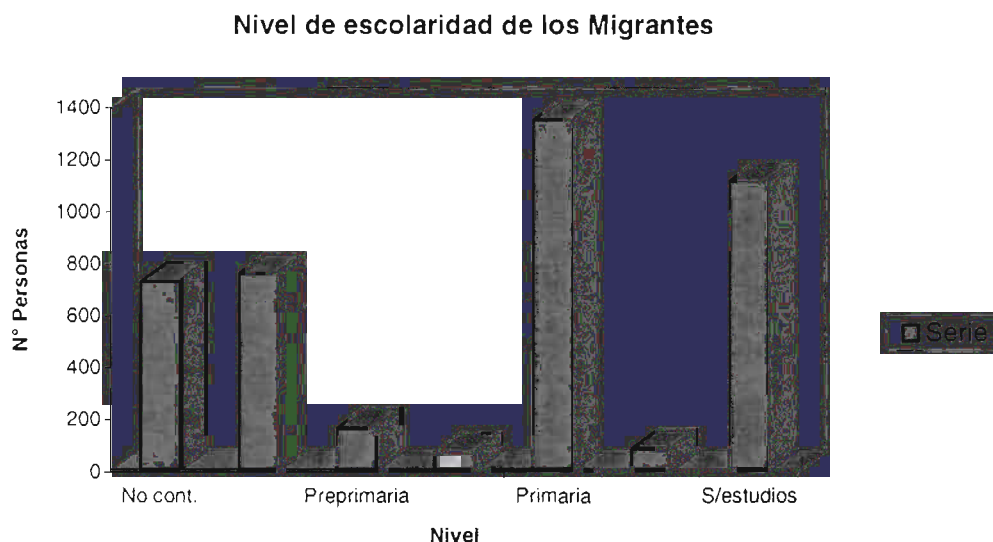 Nivel de escolaridad de los Migrantes
1400
1200
1000
800
600
400
200
0
N° Personas
No cont.
Preprimaria
Primaria
S/estudios
Nivel
Serie